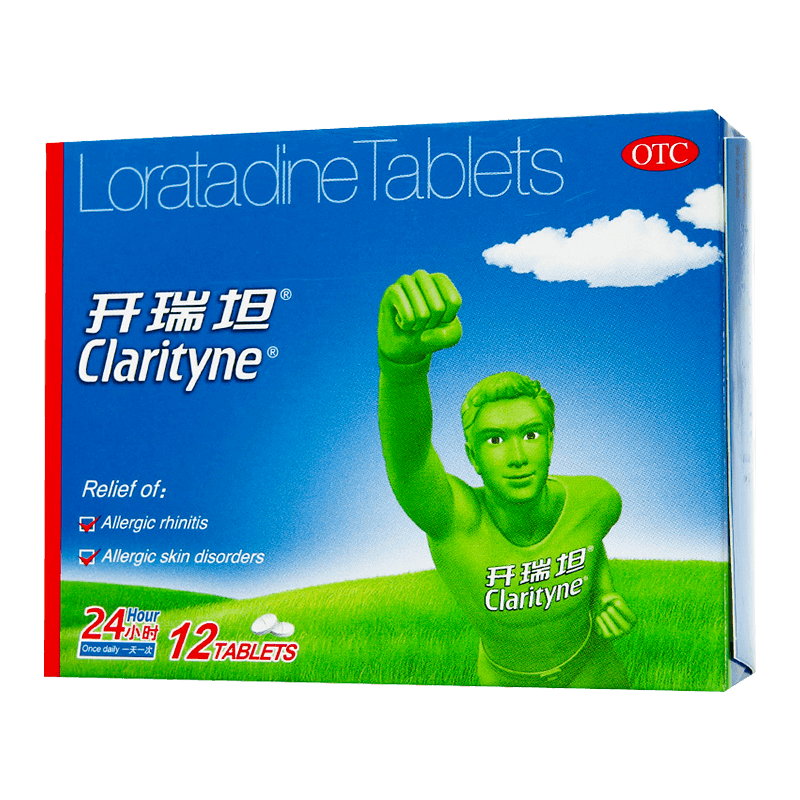 Loratadine Tablets
OTC
开瑞坦®
Clarityne®
Relief of:
Allergic rhinitis
Allergic skin disorders
24 Hour 小时
Once daily 一天一次
12 TABLETS
开瑞坦®
Clarityne